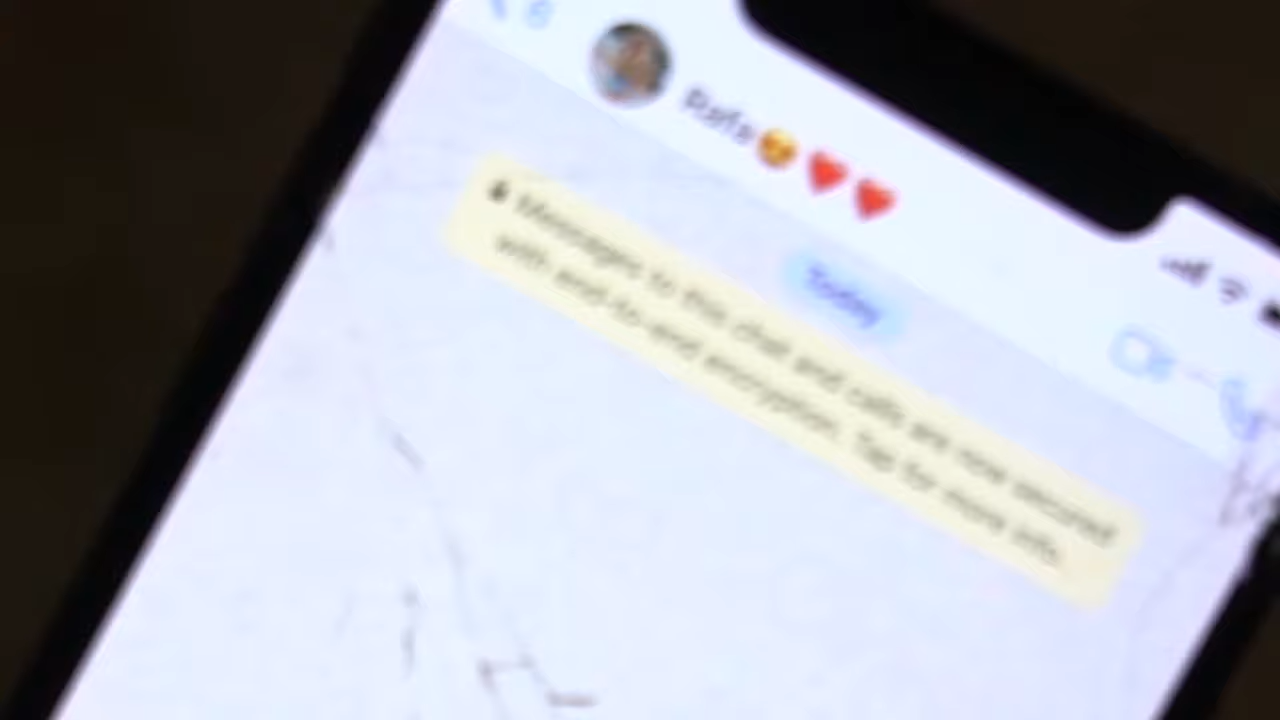 Rafa😍❤️❤️
Today
Messages to this chat and calls are now secured
with end-to-end encryption. Tap for more info.